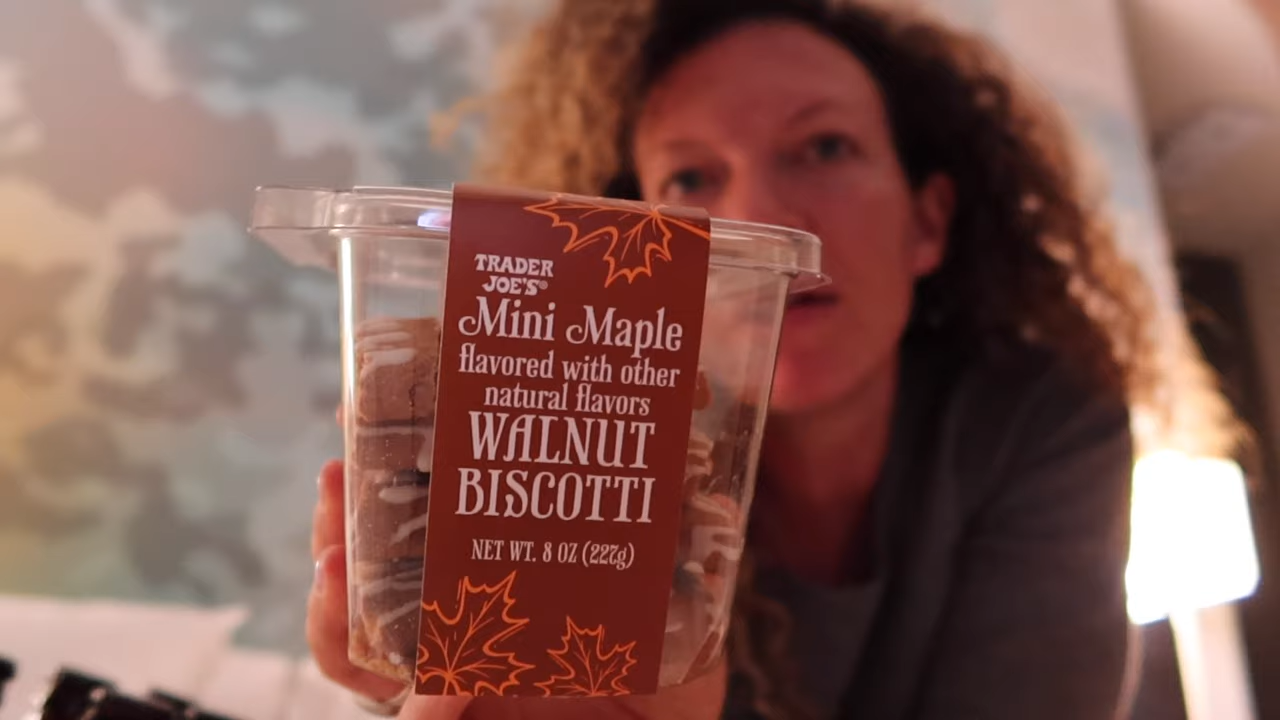 TRADER
JOE'S®
Mini Maple
flavored with other
natural flavors
WALNUT
BISCOTTI
NET WT. 8 OZ (227g)